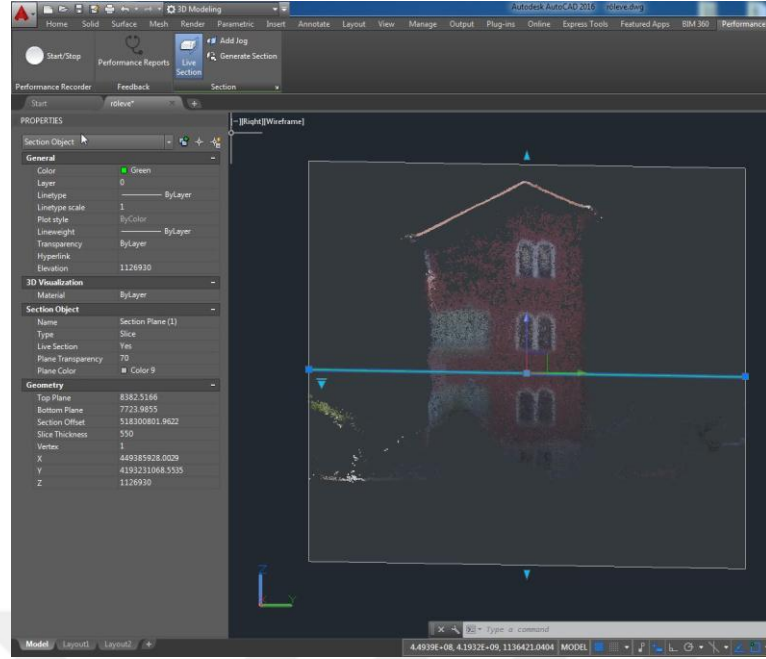 3D Modeling
Autodesk AutoCAD 2016 röleve.dwg
Home Solid Surface Mesh Render Parametric Insert Annotate Layout View Manage Output Plug-ins Online Express Tools Featured Apps BIM 360 Performance
Start/Stop
Performance Reports
Live Section
Add Jog
Generate Section
Performance Recorder Feedback Section
Start röleve*
PROPERTIES
[Right][Wireframe]
Section Object
General
Color Green
Layer 0
Linetype ByLayer
Linetype scale 1
Plot style ByColor
Lineweight ByLayer
Transparency ByLayer
Hyperlink
Elevation 1126930
3D Visualization
Material ByLayer
Section Object
Name Section Plane (1)
Type Slice
Live Section Yes
Plane Transparency 70
Plane Color Color 9
Geometry
Top Plane 8382.5166
Bottom Plane 7723.9855
Section Offset 518300801.9622
Slice Thickness 550
Vertex 1
X 449385928.0029
Y 4193231068.5535
Z 1126930
Z
Y
Type a command
Model Layout1 Layout2 +
4.4939E+08, 4.1932E+09, 1136421.0404 MODEL